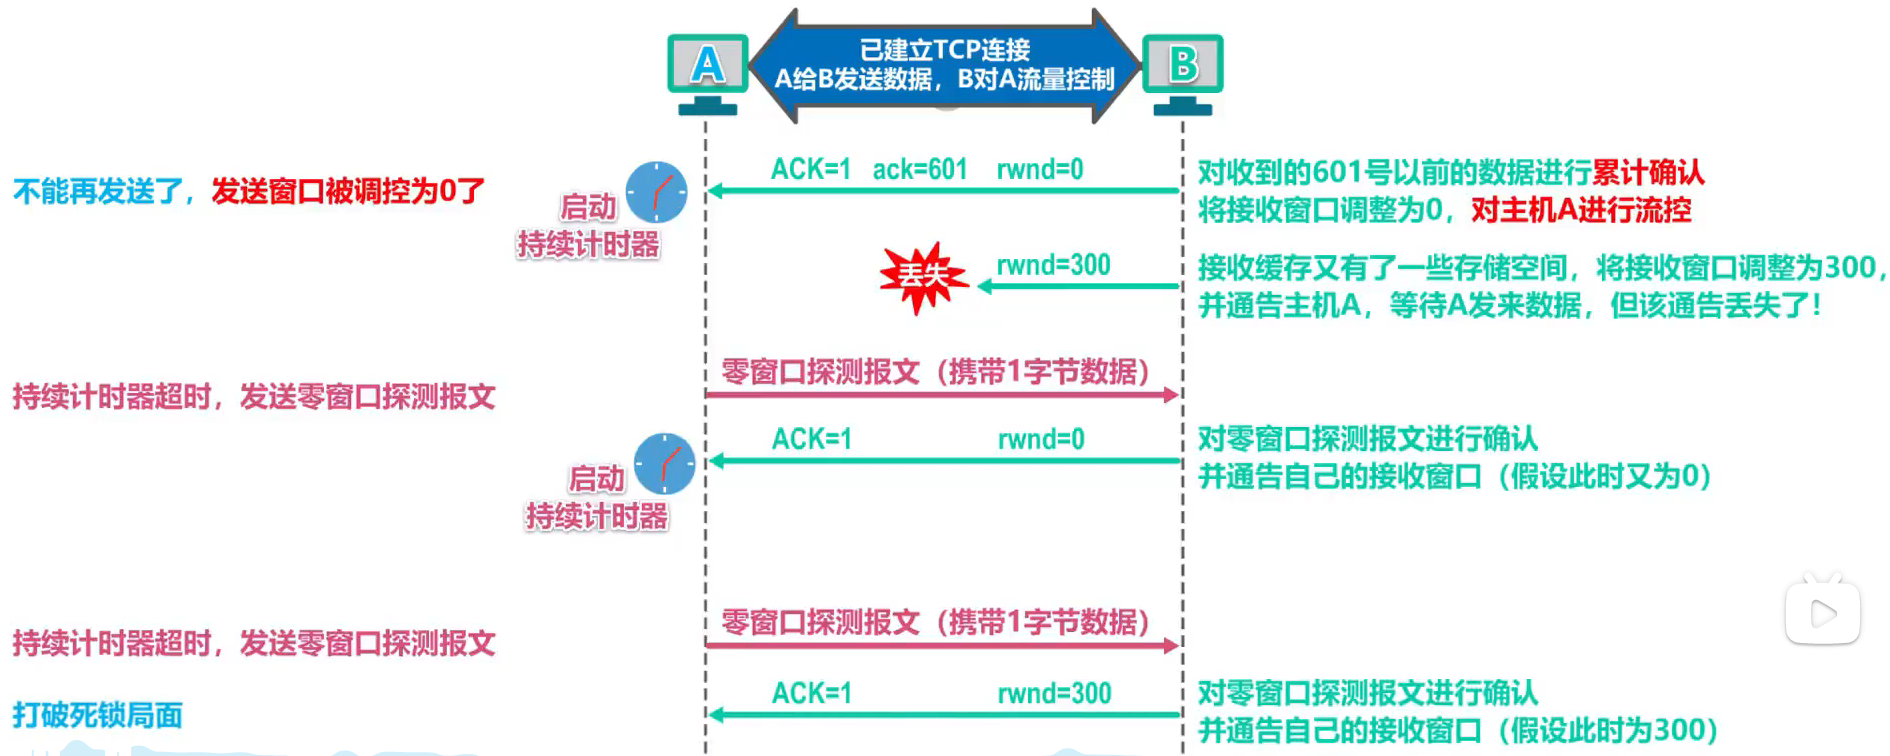 A
已建立TCP连接
A给B发送数据，B对A流量控制
B
ACK=1 ack=601 rwnd=0
不能再发送了，发送窗口被调控为0了
启动
持续计时器
对收到的601号以前的数据进行累计确认
将接收窗口调整为0，对主机A进行流控
丢失
rwnd=300
接收缓存又有了一些存储空间，将接收窗口调整为300，
并通告主机A，等待A发来数据，但该通告丢失了！
零窗口探测报文（携带1字节数据）
持续计时器超时，发送零窗口探测报文
ACK=1 rwnd=0
启动
持续计时器
对零窗口探测报文进行确认
并通告自己的接收窗口（假设此时又为0）
零窗口探测报文（携带1字节数据）
持续计时器超时，发送零窗口探测报文
ACK=1 rwnd=300
打破死锁局面
对零窗口探测报文进行确认
并通告自己的接收窗口（假设此时为300）